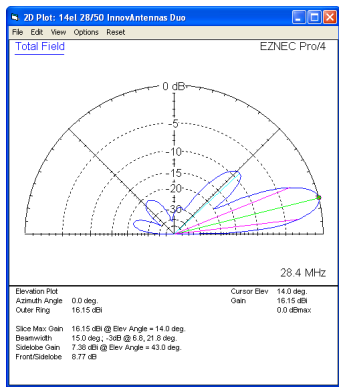 2D Plot: 14el 28/50 InnovAntennas Duo
File Edit View Options Reset
Total Field
EZNEC Pro/4
0 dB
-5
-10
-15
-20
-30
28.4 MHz
Elevation Plot
Cursor Elev 14.0 deg.
Azimuth Angle 0.0 deg.
Gain 16.15 dBi
Outer Ring 16.15 dBi
0.0 dBmax
Slice Max Gain 16.15 dBi @ Elev Angle = 14.0 deg.
Beamwidth 15.0 deg.; -3dB @ 6.8, 21.8 deg.
Sidelobe Gain 7.38 dBi @ Elev Angle = 43.0 deg.
Front/Sidelobe 8.77 dB